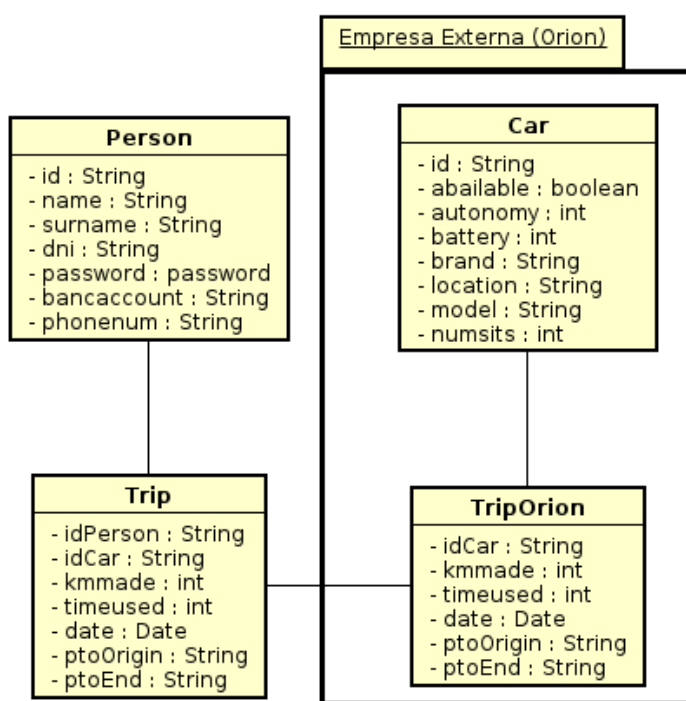 Empresa Externa (Orion)
Person
- id : String
- name : String
- surname : String
- dni : String
- password : password
- bancaccount : String
- phonenum : String
Car
- id : String
- abailable : boolean
- autonomy : int
- battery : int
- brand : String
- location : String
- model : String
- numsits : int
Trip
- idPerson : String
- idCar : String
- kmmade : int
- timeused : int
- date : Date
- ptoOrigin : String
- ptoEnd : String
TripOrion
- idCar : String
- kmmade : int
- timeused : int
- date : Date
- ptoOrigin : String
- ptoEnd : String